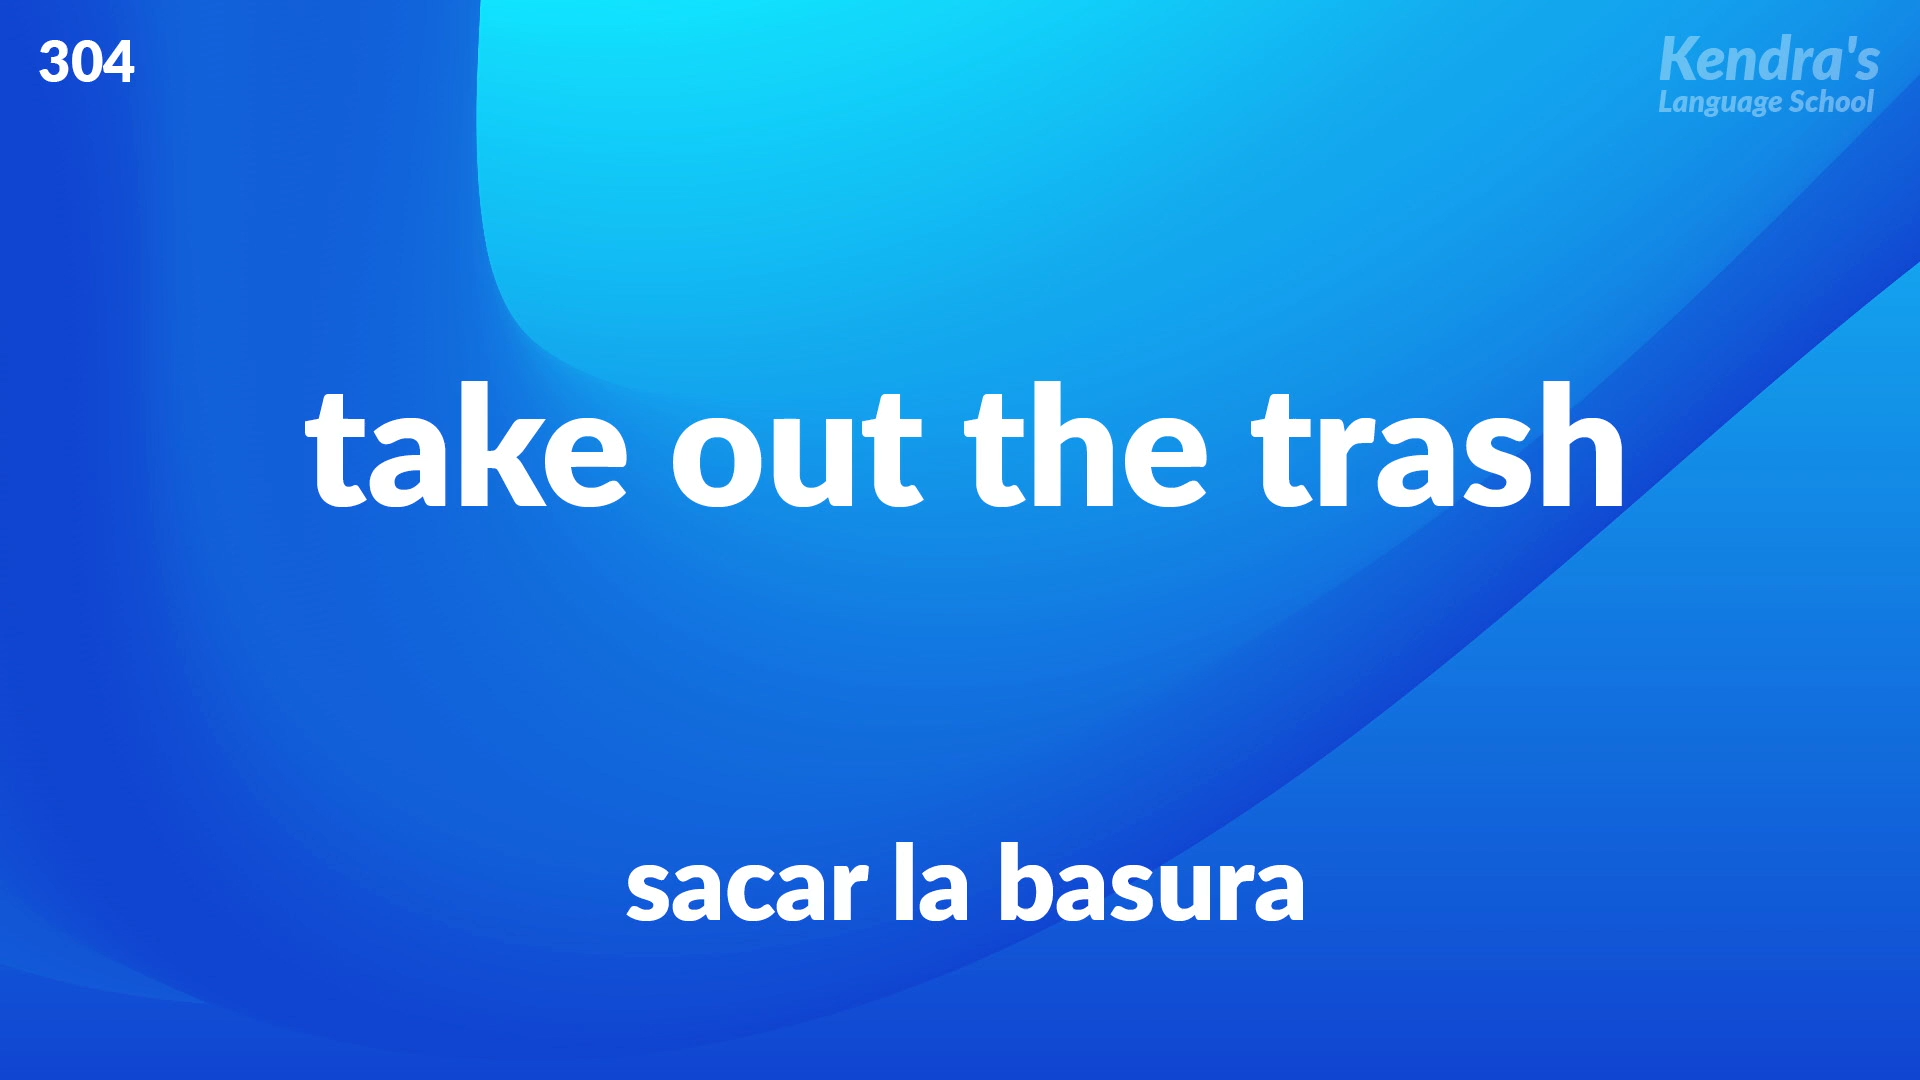 304
Kendra's
Language School
take out the trash
sacar la basura